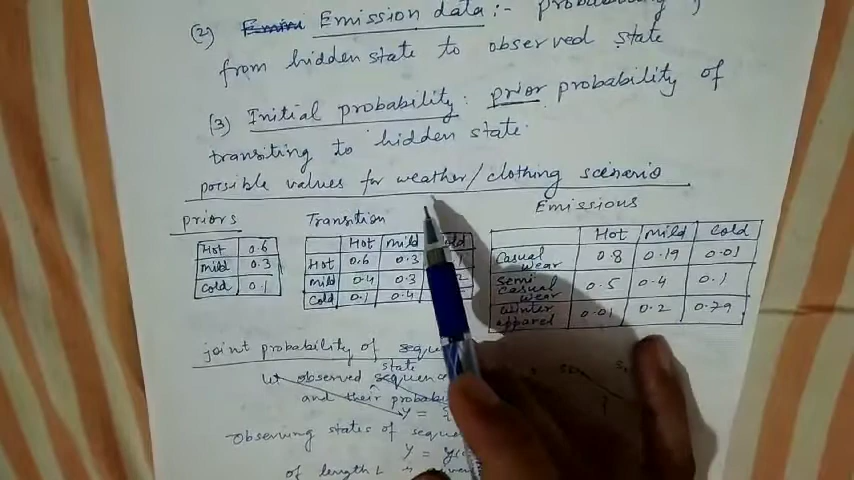 (2) Emission data :-
from hidden state to observed state
(3) Initial probability: prior probability of
transiting to hidden state.
possible values for weather/clothing scenario
priors Transition Emissions
Hot 0.6
Mild 0.3
Cold 0.1
Hot Mild
Hot 0.6 0.3
Mild 0.4 0.3
Cold 0.1 0.4
Hot Mild Cold
Casual wear 0.8 0.19 0.01
Semi casual wear 0.5 0.4 0.1
Winter apparel 0.01 0.2 0.79
joint probability of
state
let observed sequence
and their
Y =
Observing states of
Y =
of length L